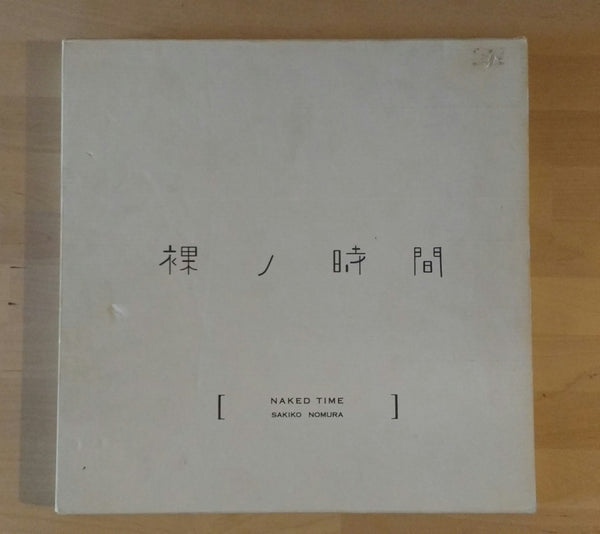 裸ノ時間
[ NAKED TIME
SAKIKO NOMURA ]